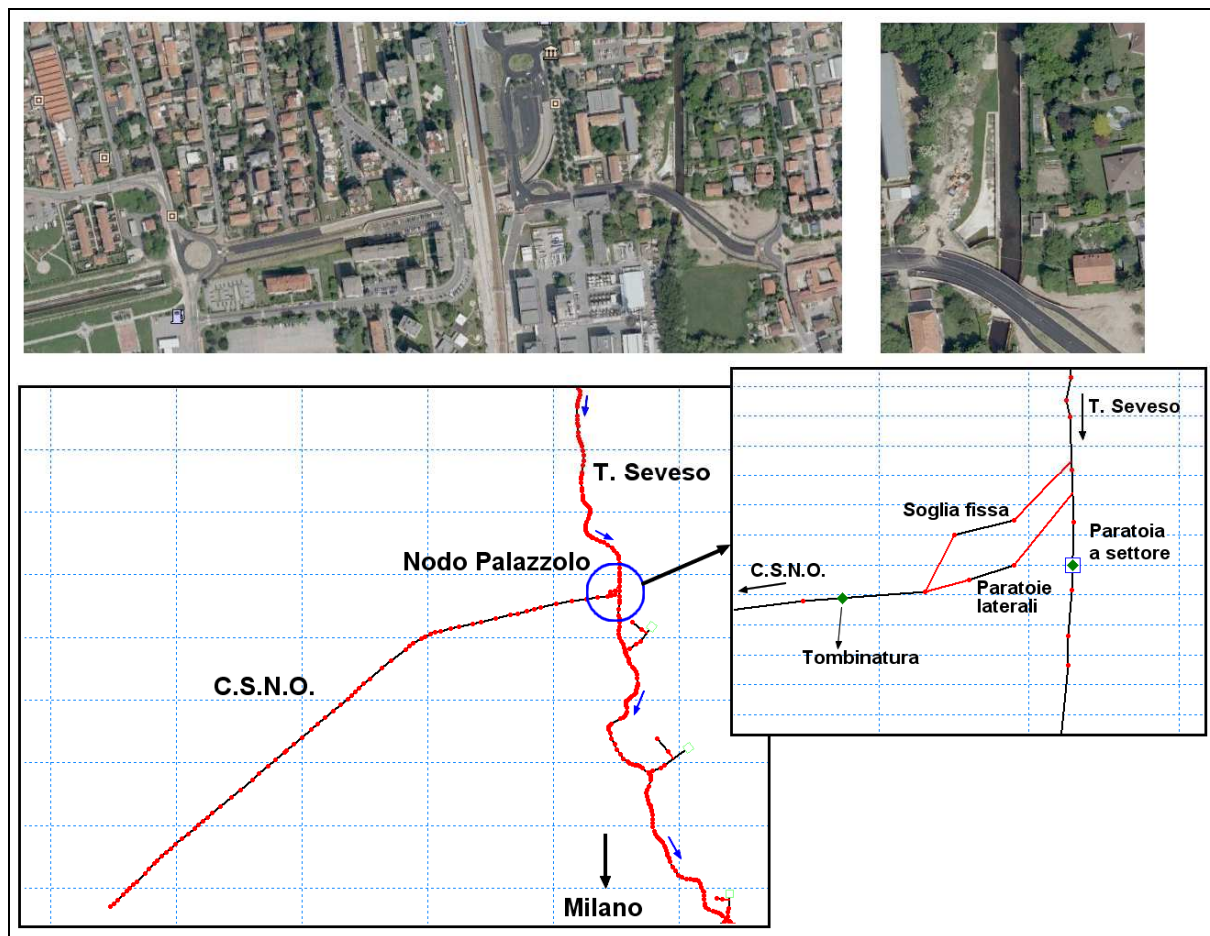 T. Seveso
Nodo Palazzolo
C.S.N.O.
Milano
T. Seveso
Soglia fissa
Paratoia
a settore
C.S.N.O.
Paratoie
laterali
Tombinatura